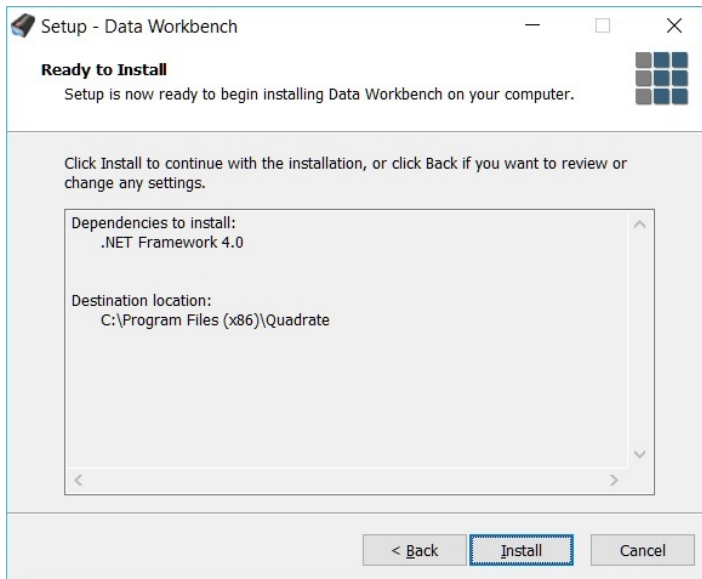 Setup - Data Workbench
Ready to Install
Setup is now ready to begin installing Data Workbench on your computer.
Click Install to continue with the installation, or click Back if you want to review or
change any settings.
Dependencies to install:
.NET Framework 4.0
Destination location:
C:\Program Files (x86)\Quadrate
< Back
Install
Cancel